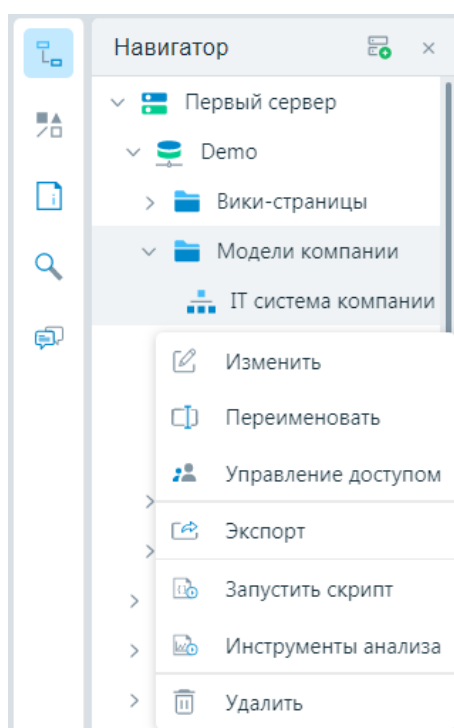 Навигатор
Первый сервер
Demo
Вики-страницы
Модели компании
IT система компании
Изменить
Переименовать
Управление доступом
Экспорт
Запустить скрипт
Инструменты анализа
Удалить